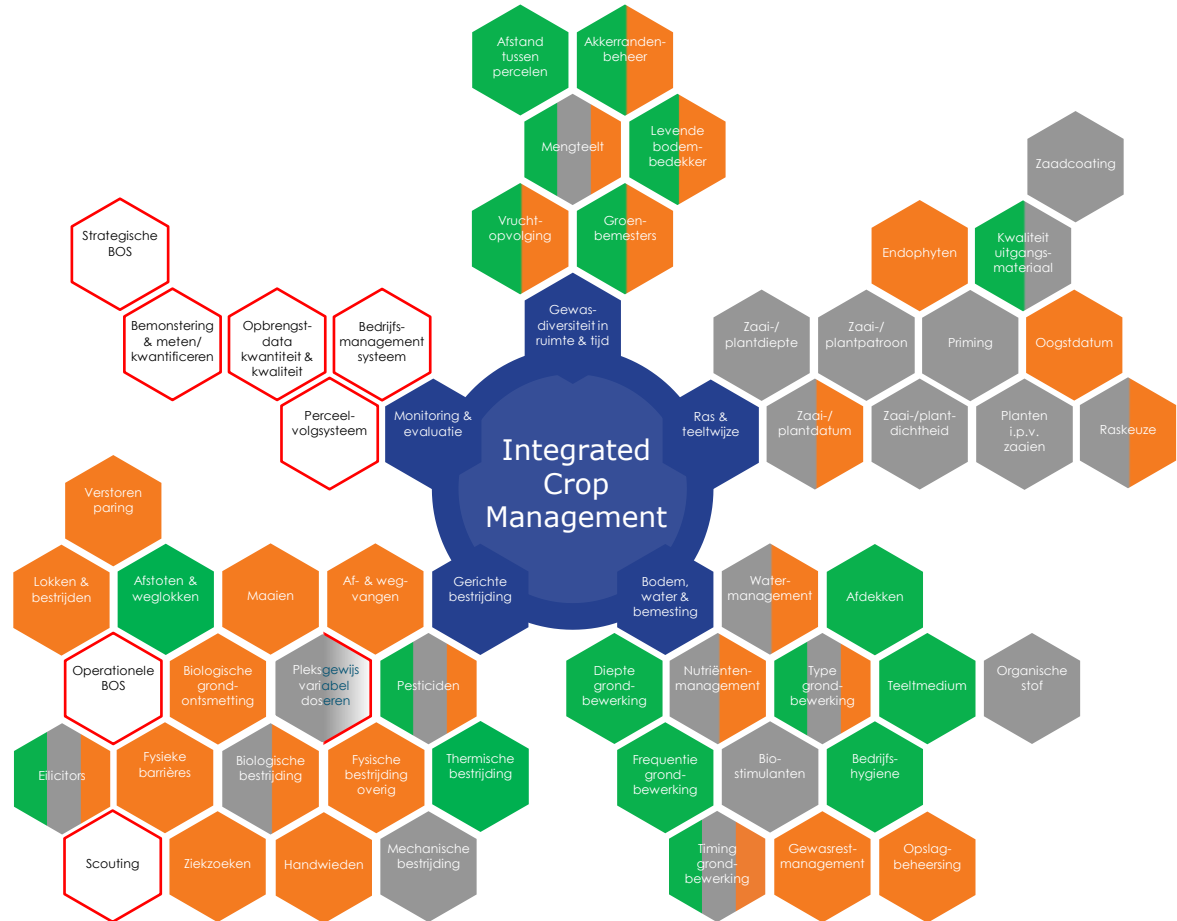 Afstand
tussen
percelen
Akkerranden-
beheer
Mengteelt
Levende
bodem-
bedekker
Vrucht-
opvolging
Groen-
bemesters
Gewas-
diversiteit in
ruimte & tijd
Strategische
BOS
Bemonstering
& meten/
kwantificeren
Opbrengst-
data
kwantiteit &
kwaliteit
Bedrijfs-
management
systeem
Perceel-
volgsysteem
Monitoring &
evaluatie
Zaadcoating
Endophyten
Kwaliteit
uitgangs-
materiaal
Zaai-/
plantdiepte
Zaai-/
plantpatroon
Priming
Oogstdatum
Ras &
teeltwijze
Zaai-/
plantdatum
Zaai-/plant-
dichtheid
Planten
i.p.v.
zaaien
Raskeuze
Integrated
Crop
Management
Verstoren
paring
Lokken &
bestrijden
Afstoten &
weglokken
Maaien
Af- & weg-
vangen
Gerichte
bestrijding
Operationele
BOS
Biologische
grond-
ontsmetting
Pleksgewijs
variabel
doseren
Pesticiden
Eilicitors
Fysieke
barrières
Biologische
bestrijding
Fysische
bestrijding
overig
Thermische
bestrijding
Scouting
Ziekzoeken
Handwieden
Mechanische
bestrijding
Bodem,
water &
bemesting
Water-
management
Afdekken
Diepte
grond-
bewerking
Nutriënten-
management
Type
grond-
bewerking
Teeltmedium
Organische
stof
Frequentie
grond-
bewerking
Bio-
stimulanten
Bedrijfs-
hygiene
Timing
grond-
bewerking
Gewasrest-
management
Opslag-
beheersing